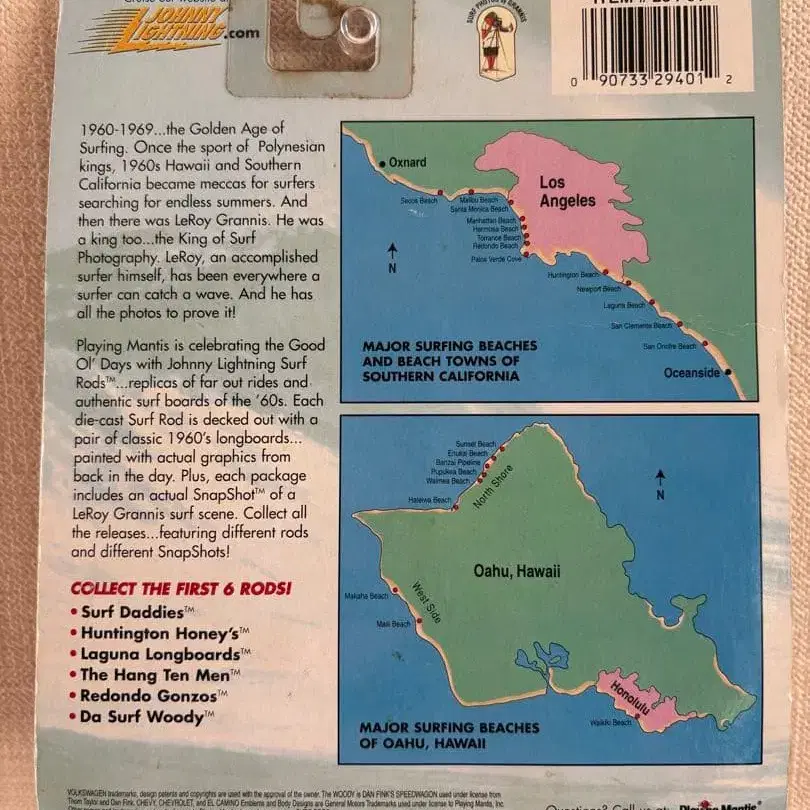 Cruise our website at
JOHNNY
LIGHTNING.com
SURF PHOTOS BY GRANNIS
0 90733 29401 2
1960-1969...the Golden Age of
Surfing. Once the sport of Polynesian
kings, 1960s Hawaii and Southern
California became meccas for surfers
searching for endless summers. And
then there was LeRoy Grannis. He was
a king too...the King of Surf
Photography. LeRoy, an accomplished
surfer himself, has been everywhere a
surfer can catch a wave. And he has
all the photos to prove it!
Playing Mantis is celebrating the Good
Ol' Days with Johnny Lightning Surf
Rods™...replicas of far out rides and
authentic surf boards of the '60s. Each
die-cast Surf Rod is decked out with a
pair of classic 1960's longboards...
painted with actual graphics from
back in the day. Plus, each package
includes an actual SnapShot™ of a
LeRoy Grannis surf scene. Collect all
the releases...featuring different rods
and different SnapShots!
COLLECT THE FIRST 6 RODS!
• Surf Daddies™
• Huntington Honey's™
• Laguna Longboards™
• The Hang Ten Men™
• Redondo Gonzos™
• Da Surf Woody™
Oxnard
Los
Angeles
Secos Beach
Malibu Beach
Santa Monica Beach
Manhattan Beach
Hermosa Beach
Torrance Beach
Redondo Beach
Palos Verde Cove
N
Huntington Beach
Newport Beach
Laguna Beach
San Clemente Beach
San Onofre Beach
Oceanside
MAJOR SURFING BEACHES
AND BEACH TOWNS OF
SOUTHERN CALIFORNIA
Sunset Beach
Ehukai Beach
Banzai Pipeline
Pupukea Beach
Waimea Beach
North Shore
Haleiwa Beach
N
Oahu, Hawaii
Makaha Beach
West Side
Maili Beach
Honolulu
Waikiki Beach
MAJOR SURFING BEACHES
OF OAHU, HAWAII
VOLKSWAGEN trademarks, design patents and copyrights are used with the approval of the owner. The WOODY is DAN FINK'S SPEEDWAGON used under license from
Thom Taylor and Dan Fink. CHEVY, CHEVROLET, and EL CAMINO Emblems and Body Designs are General Motors Trademarks used under license to Playing Mantis, Inc.
Questions? Call us at: Playing Mantis